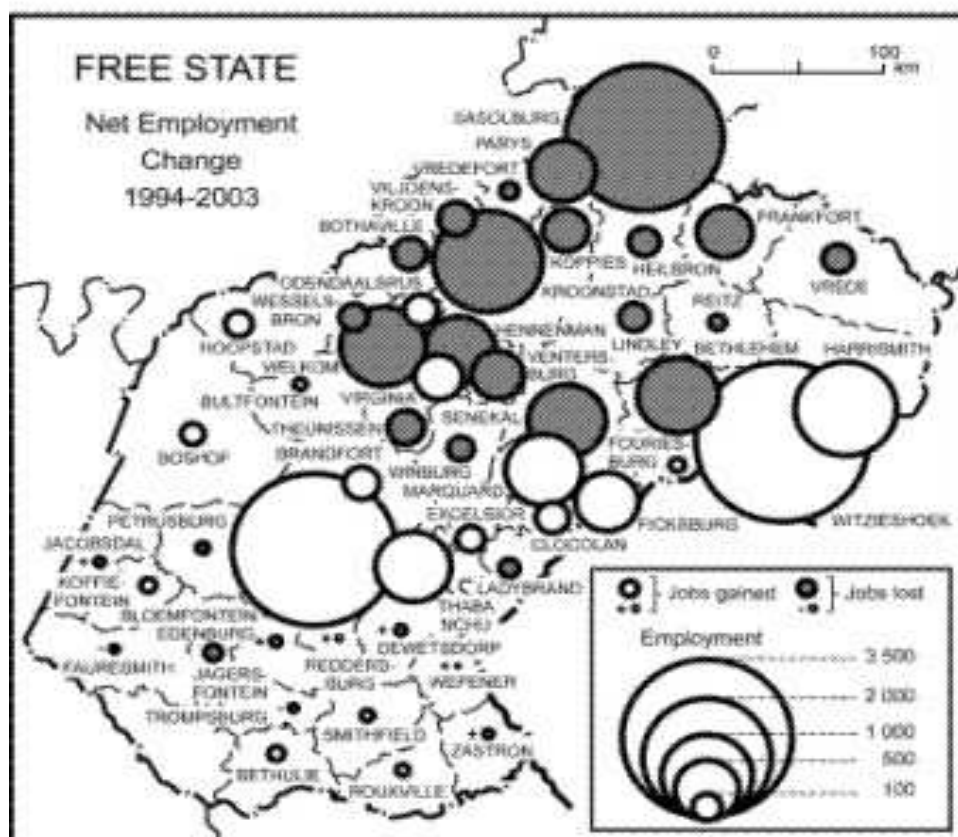 FREE STATE
Net Employment
Change
1994-2003
0 100
km
SASOLBURG
PARYS
VREDEFORT
VILJOENS-
KROON
BOTHAVILLE
FRANKFORT
KOPPIES
HEILBRON
VREDE
ODENDAALSRUS
KROONSTAD
WESSELS-
BRON
REITZ
HOOPSTAD
HENNENMAN
LINDLEY
BETHLEHEM
HARRISMITH
WELKOM
VENTERS-
BURG
BULTFONTEIN
VIRGINIA
SENEKAL
THEUNISSEN
BOSHOF
BRANDFORT
WINBURG
FOURIES-
BURG
MARQUARD
PETRUSBURG
EXCELSIOR
FICKSBURG
WITZIESHOEK
JACOBSDAL
CLOCOLAN
KOFFIE-
FONTEIN
LADYBRAND
BLOEMFONTEIN
THABA
NCHU
EDENBURG
DEWETSDORP
FAURESMITH
JAGERS-
FONTEIN
REDDERS-
BURG
WEPENER
TROMPSBURG
SMITHFIELD
ZASTRON
BETHULIE
ROUXVILLE
Jobs gained
Jobs lost
Employment
3 500
2 000
1 000
500
100